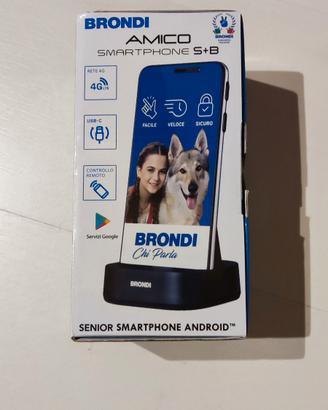 BRONDI
BRONDI
AMICO
SMARTPHONE S+B
RETE 4G
4G LTE
USB-C
CONTROLLO
REMOTO
Servizi Google
FACILE
VELOCE
SICURO
BRONDI
Chi Parla
BRONDI
SENIOR SMARTPHONE ANDROID™